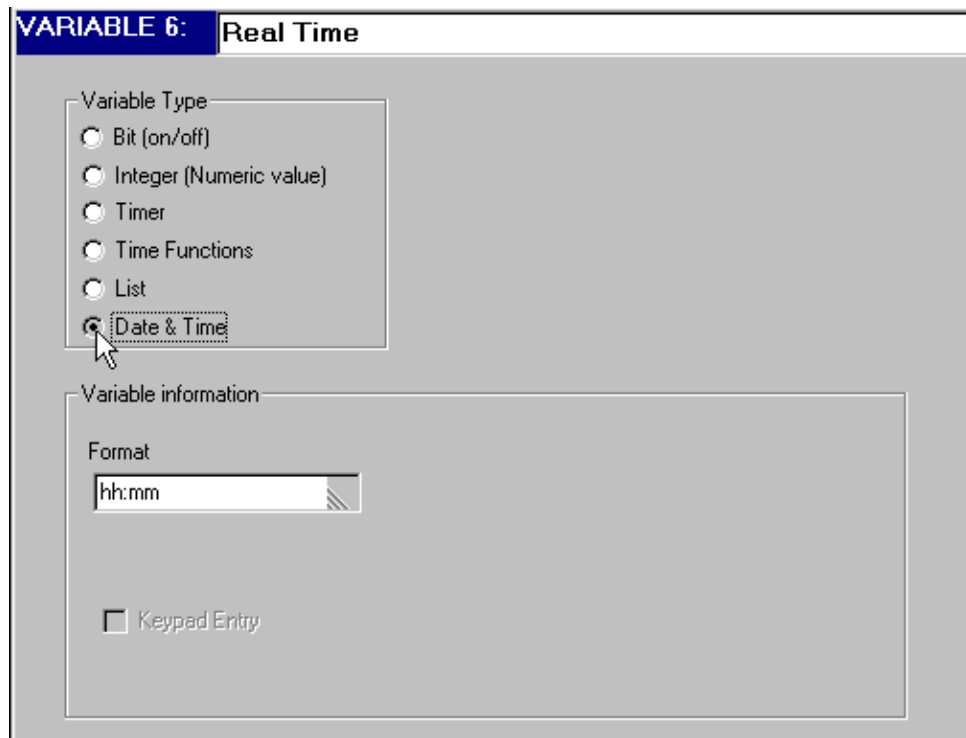 VARIABLE 6: Real Time
Variable Type
Bit (on/off)
Integer (Numeric value)
Timer
Time Functions
List
Date & Time
Variable information
Format
hh:mm
Keypad Entry